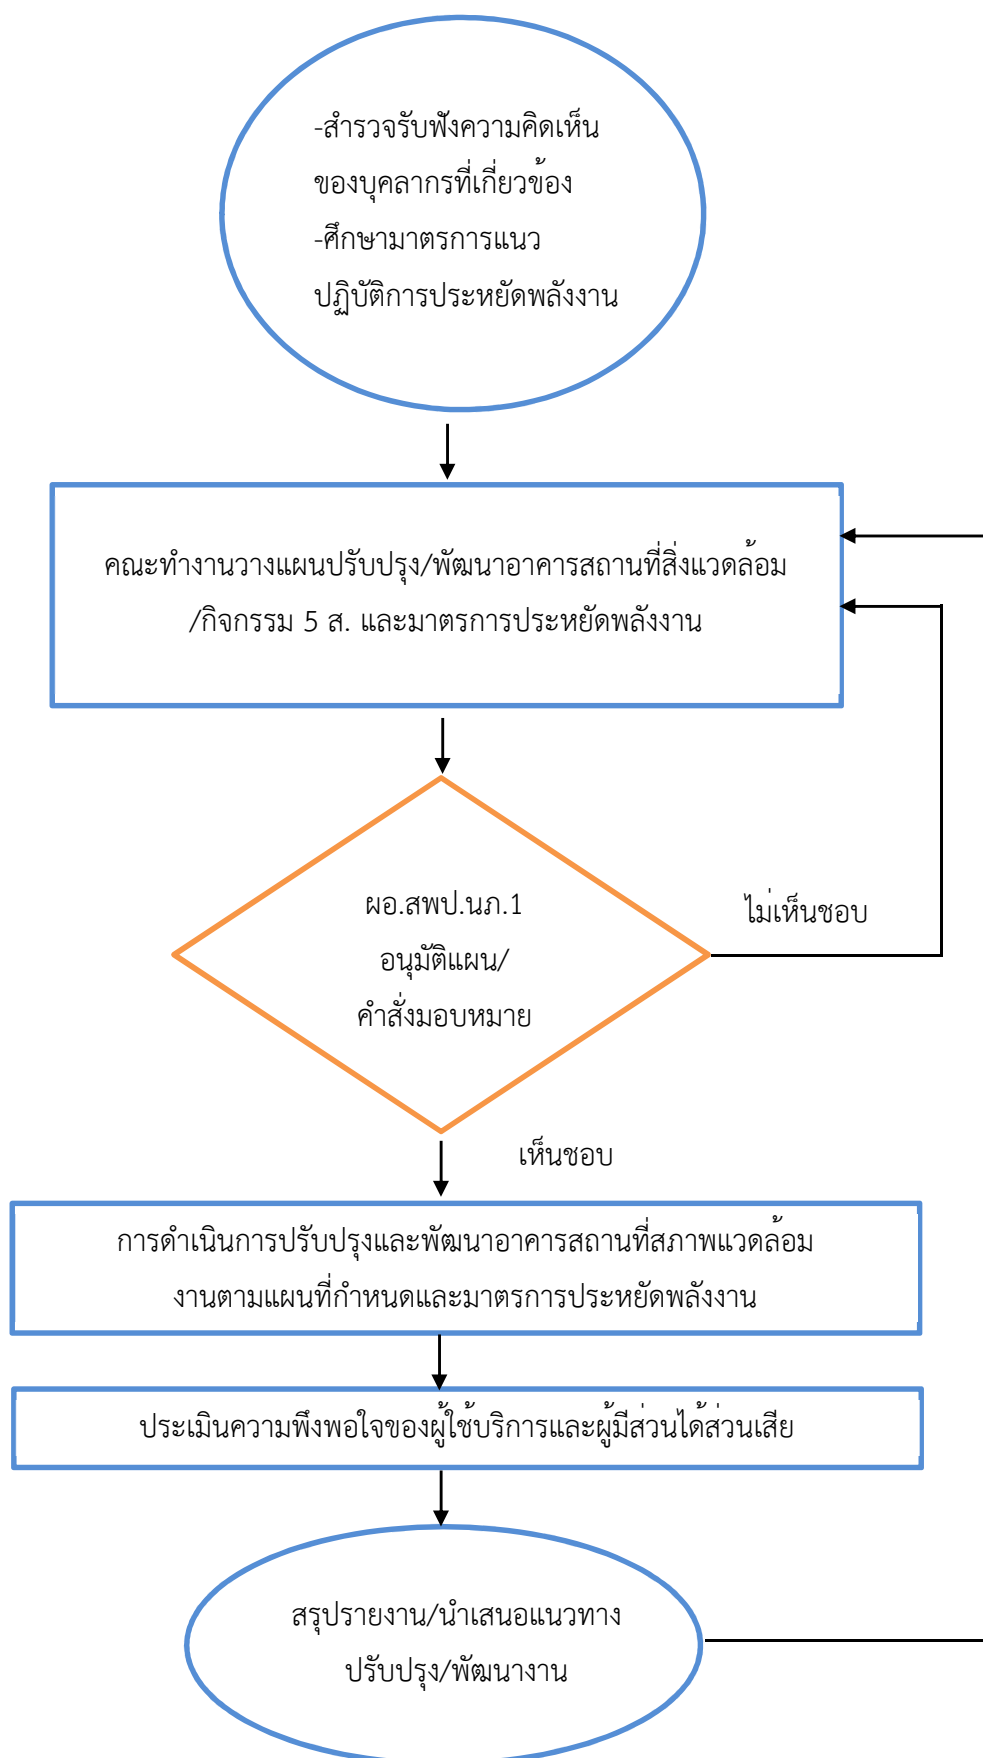 -สำรวจรับฟังความคิดเห็น
ของบุคลากรที่เกี่ยวข้อง
-ศึกษามาตรการแนว
ปฏิบัติการประหยัดพลังงาน
คณะทำงานวางแผนปรับปรุง/พัฒนาอาคารสถานที่สิ่งแวดล้อม
/กิจกรรม 5 ส. และมาตรการประหยัดพลังงาน
ผอ.สพป.นภ.1
อนุมัติแผน/
คำสั่งมอบหมาย
ไม่เห็นชอบ
เห็นชอบ
การดำเนินการปรับปรุงและพัฒนาอาคารสถานที่สภาพแวดล้อม
งานตามแผนที่กำหนดและมาตรการประหยัดพลังงาน
ประเมินความพึงพอใจของผู้ใช้บริการและผู้มีส่วนได้ส่วนเสีย
สรุปรายงาน/นำเสนอแนวทาง
ปรับปรุง/พัฒนางาน